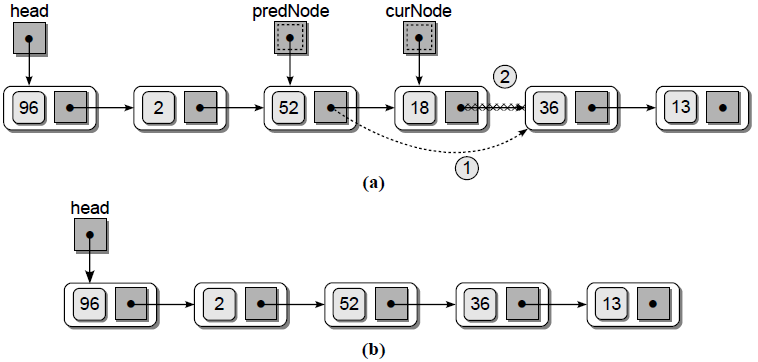 head predNode curNode
2
96 2 52 18 36 13
1
(a)
head
96 2 52 36 13
(b)